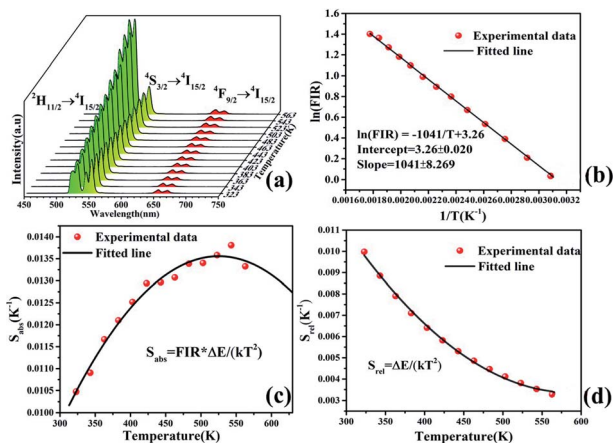 ⁴S₃/₂→⁴I₁₅/₂
²H₁₁/₂→⁴I₁₅/₂
⁴F₉/₂→⁴I₁₅/₂
Intensity(a.u)
Temperature(K)
(a)
450 500 550 600 650 700 750
Wavelength(nm)
1.4
1.2
1.0
0.8
0.6
0.4
0.2
0.0
ln(FIR)
Experimental data
Fitted line
ln(FIR) = -1041/T+3.26
Intercept=3.26±0.020
Slope=1041±8.269
(b)
0.0016 0.0018 0.0020 0.0022 0.0024 0.0026 0.0028 0.0030 0.0032
1/T(K⁻¹)
0.0140
0.0135
0.0130
0.0125
0.0120
0.0115
0.0110
0.0105
0.0100
S_abs(K⁻¹)
Experimental data
Fitted line
S_abs=FIR*ΔE/(kT²)
(c)
300 350 400 450 500 550 600
Temperature(K)
0.011
0.010
0.009
0.008
0.007
0.006
0.005
0.004
0.003
S_rel(K⁻¹)
Experimental data
Fitted line
S_rel=ΔE/(kT²)
(d)
300 350 400 450 500 550 600
Temperature(K)